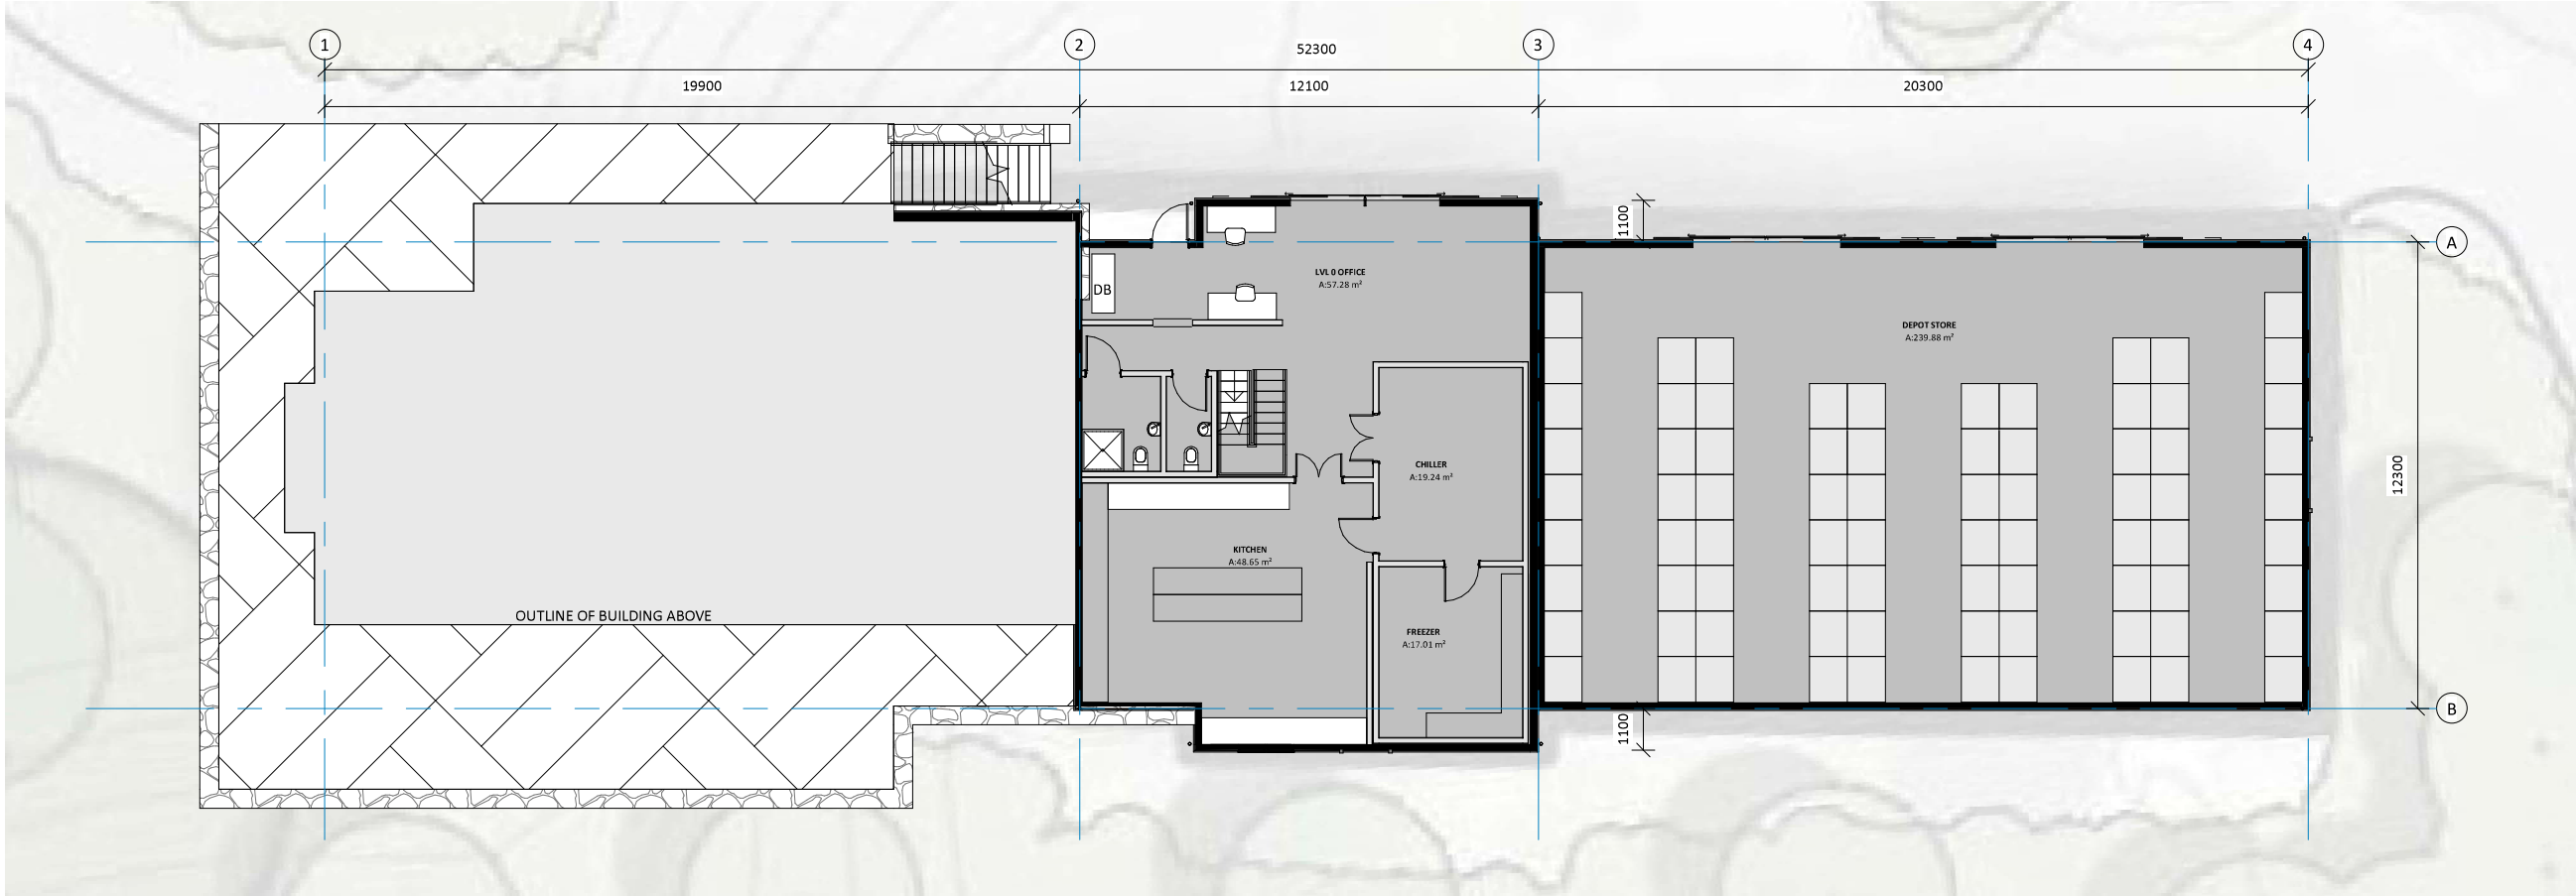 1
2
3
4
52300
19900
12100
20300
1100
A
LVL 0 OFFICE
A:57.28 m²
DB
DEPOT STORE
A:239.88 m²
CHILLER
A:19.24 m²
12300
KITCHEN
A:48.65 m²
OUTLINE OF BUILDING ABOVE
FREEZER
A:17.01 m²
B
1100